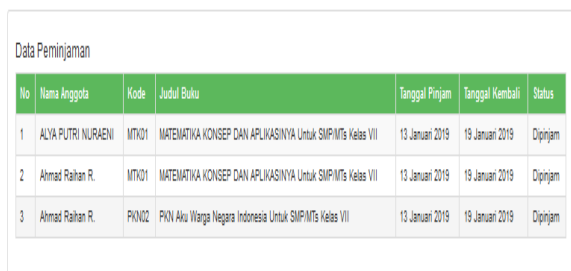 Data Peminjaman
No Nama Anggota Kode Judul Buku Tanggal Pinjam Tanggal Kembali Status
1 ALYA PUTRI NURAENI MTK01 MATEMATIKA KONSEP DAN APLIKASINYA Untuk SMP/MTs Kelas VII 13 Januari 2019 19 Januari 2019 Dipinjam
2 Ahmad Raihan R. MTK01 MATEMATIKA KONSEP DAN APLIKASINYA Untuk SMP/MTs Kelas VII 13 Januari 2019 19 Januari 2019 Dipinjam
3 Ahmad Raihan R. PKN02 PKN Aku Warga Negara Indonesia Untuk SMP/MTs Kelas VII 13 Januari 2019 19 Januari 2019 Dipinjam